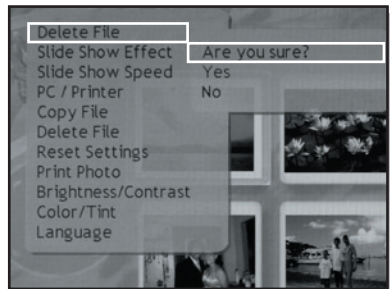 Delete File
Slide Show Effect
Are you sure?
Slide Show Speed
Yes
PC / Printer
No
Copy File
Delete File
Reset Settings
Print Photo
Brightness/Contrast
Color/Tint
Language